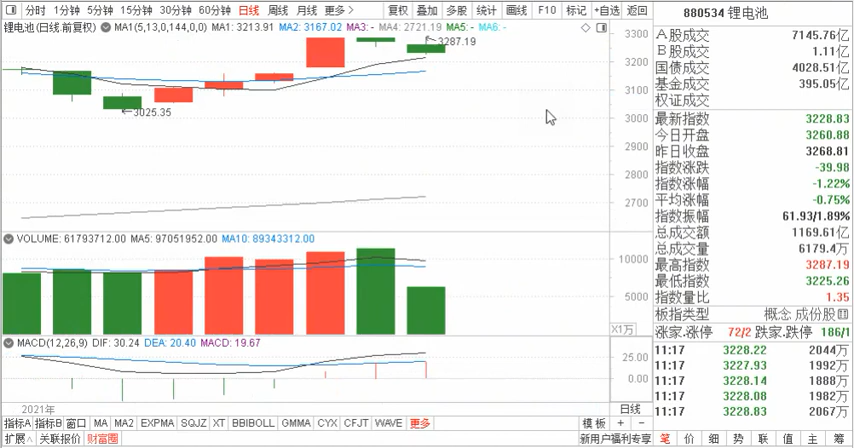 分时 1分钟 5分钟 15分钟 30分钟 60分钟 日线 周线 月线 更多> 复权 叠加 多股 统计 画线 F10 标记 +自选 返回
880534 锂电池
锂电池(日线 前复权) MA1(5,13,0,144,0,0) MA1: 3213.91 MA2: 3167.02 MA3: - MA4: 2721.19 MA5: - MA6: -
3300
3200
3100
3000
2900
2800
2700
3287.19
3025.35
A股成交 7145.76亿
B股成交 1.11亿
国债成交 4028.51亿
基金成交 395.05亿
权证成交
最新指数 3228.83
今日开盘 3260.88
昨日收盘 3268.81
指数涨跌 -39.98
指数涨幅 -1.22%
平均涨幅 -0.75%
指数振幅 61.93/1.89%
总成交额 1169.61亿
总成交量 6179.4万
最高指数 3287.19
最低指数 3225.26
指数量比 1.35
板指类型 概念 成份股
涨家.涨停 72/2 跌家.跌停 186/1
11:17 3228.22 2044万
11:17 3227.93 1992万
11:17 3228.14 1888万
11:17 3228.08 1982万
11:17 3228.83 2067万
VOLUME: 61793712.00 MA5: 97051952.00 MA10: 89343312.00
10000
5000
X1万
MACD(12,26,9) DIF: 30.24 DEA: 20.40 MACD: 19.67
25.00
0.00
2021年 日线
指标A 指标B 窗口 MA MA2 EXPMA SQJZ XT BBIBOLL GMMA CYX CFJT WAVE 更多 模板 + −
扩展∧ 关联报价 财富圈 新用户福利专享 笔 价 细 势 联 值 主 筹